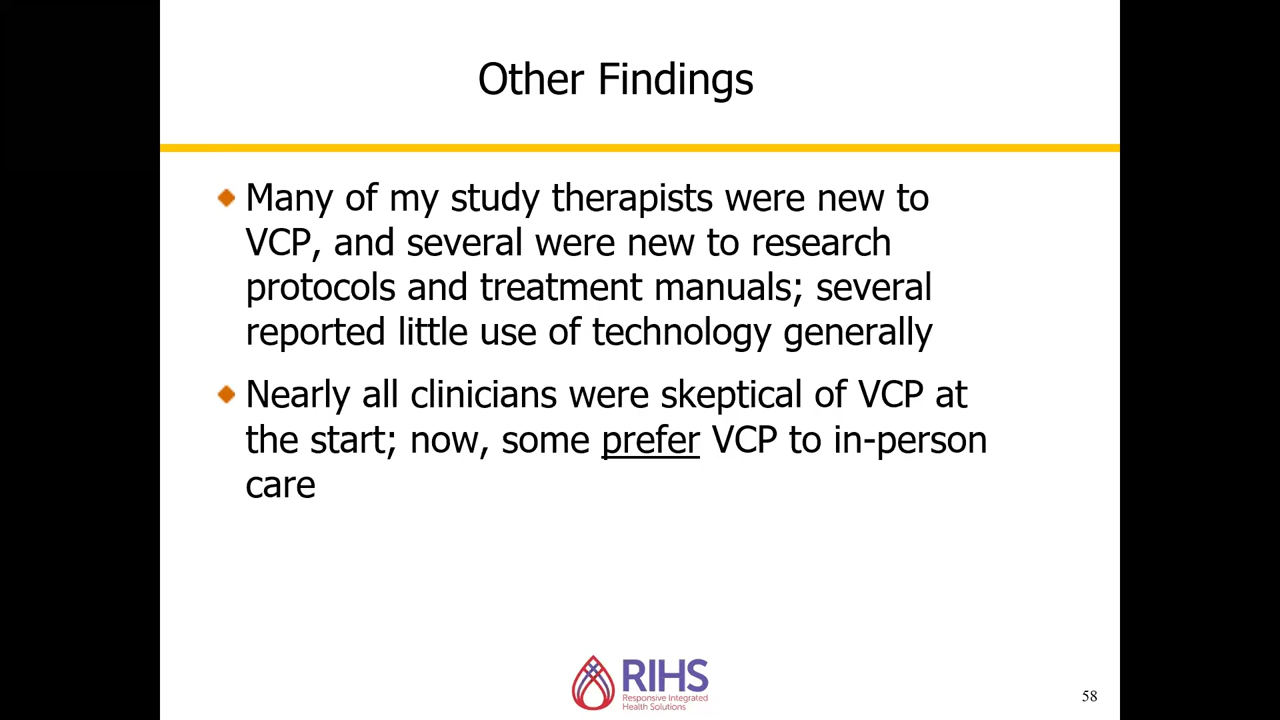 Other Findings
Many of my study therapists were new to
VCP, and several were new to research
protocols and treatment manuals; several
reported little use of technology generally
Nearly all clinicians were skeptical of VCP at
the start; now, some prefer VCP to in-person
care
RIHS
Responsive Integrated
Health Solutions
58